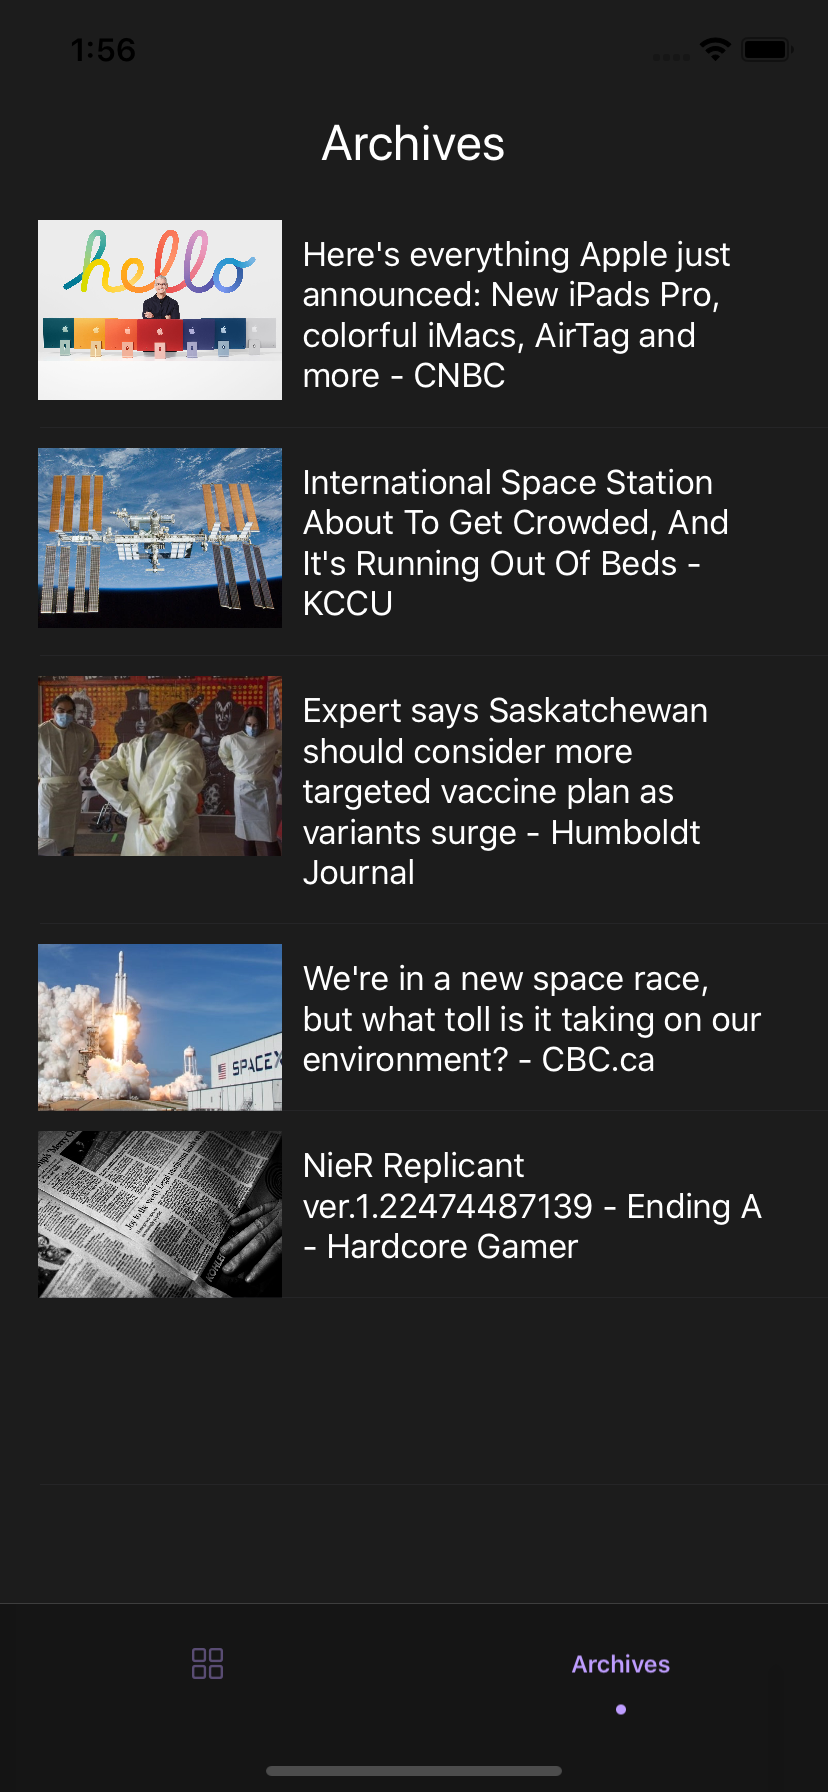 1:56
Archives
hello
Here's everything Apple just
announced: New iPads Pro,
colorful iMacs, AirTag and
more - CNBC
International Space Station
About To Get Crowded, And
It's Running Out Of Beds -
KCCU
Expert says Saskatchewan
should consider more
targeted vaccine plan as
variants surge - Humboldt
Journal
We're in a new space race,
but what toll is it taking on our
environment? - CBC.ca
SPACEX
NieR Replicant
ver.1.22474487139 - Ending A
- Hardcore Gamer
Archives